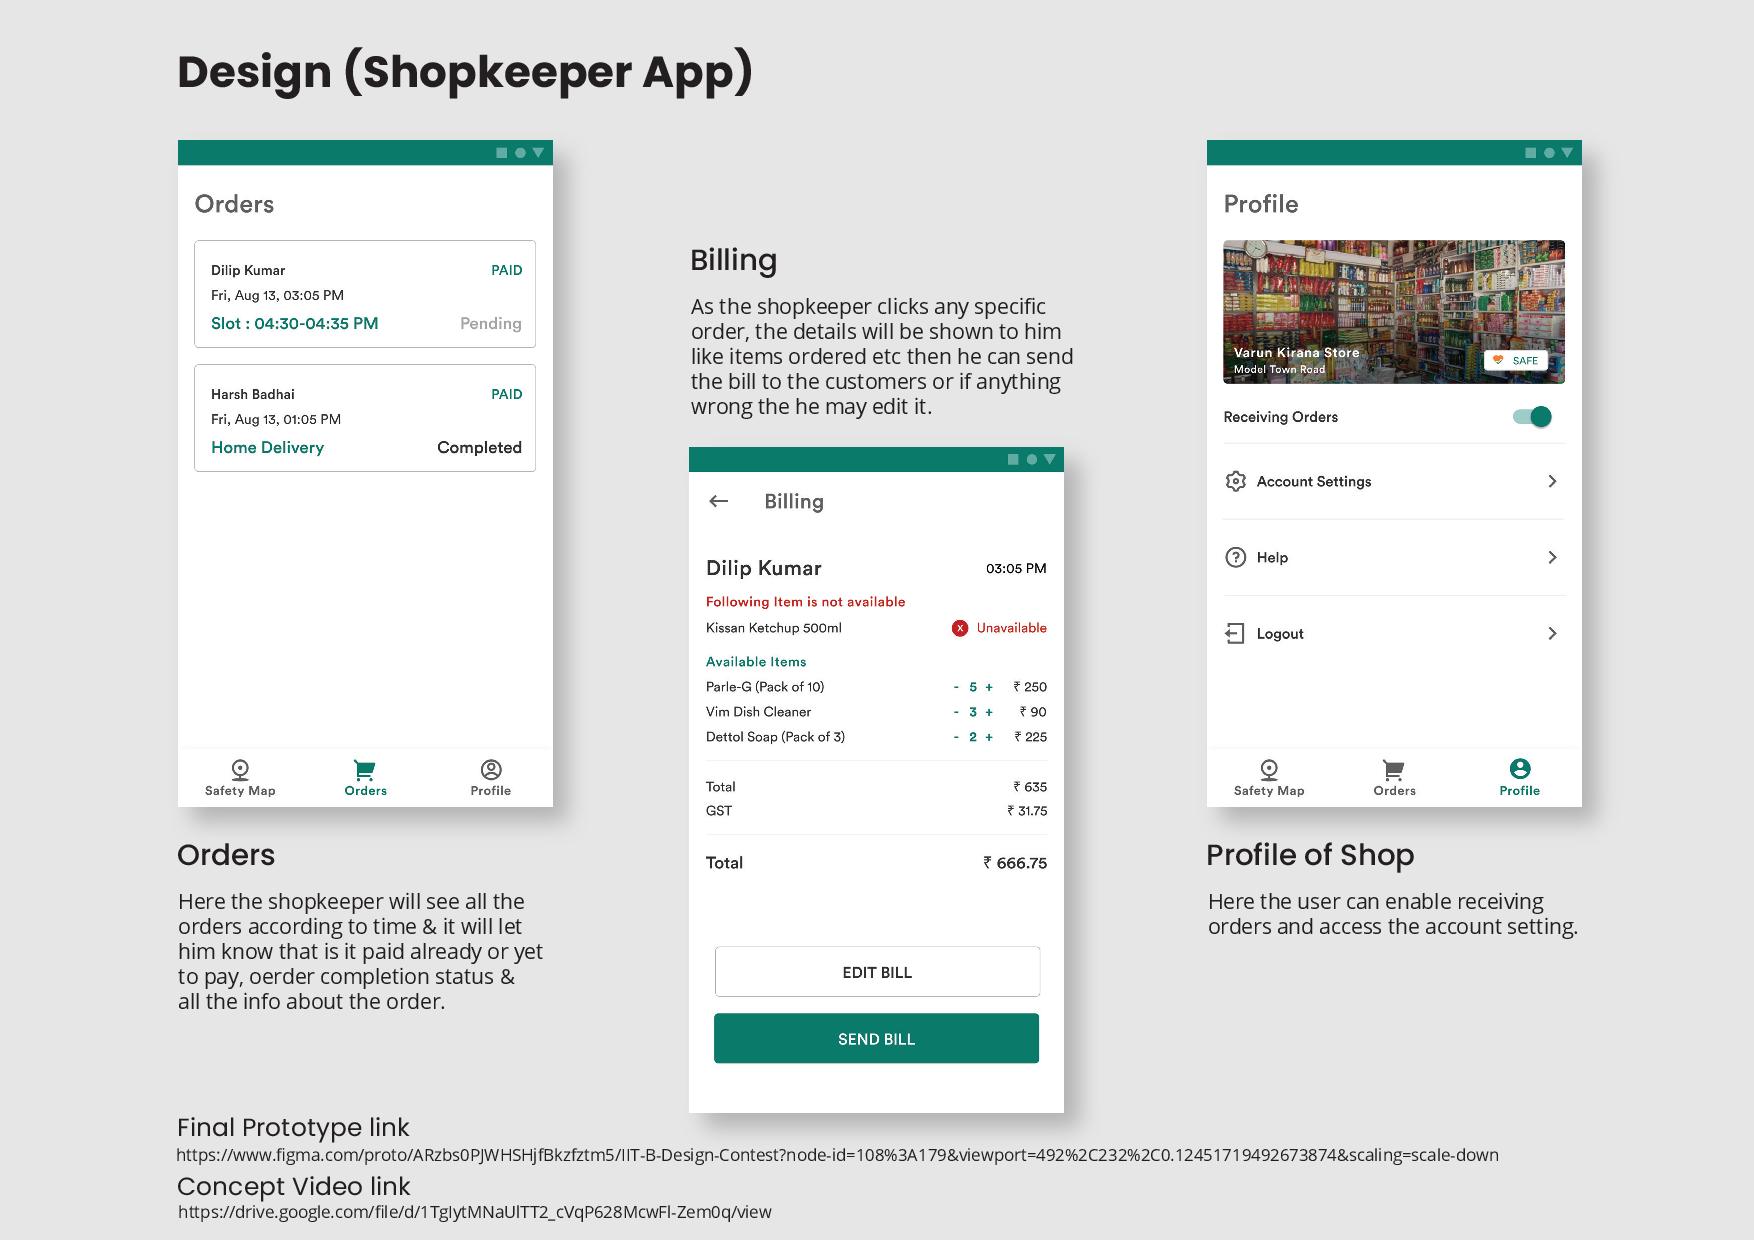 Design (Shopkeeper App)
Orders
Dilip Kumar PAID
Fri, Aug 13, 03:05 PM
Slot : 04:30-04:35 PM Pending
Harsh Badhai PAID
Fri, Aug 13, 01:05 PM
Home Delivery Completed
Safety Map Orders Profile
Orders
Here the shopkeeper will see all the
orders according to time & it will let
him know that is it paid already or yet
to pay, oerder completion status &
all the info about the order.
Billing
As the shopkeeper clicks any specific
order, the details will be shown to him
like items ordered etc then he can send
the bill to the customers or if anything
wrong the he may edit it.
Billing
Dilip Kumar 03:05 PM
Following Item is not available
Kissan Ketchup 500ml X Unavailable
Available Items
Parle-G (Pack of 10) - 5 + ₹ 250
Vim Dish Cleaner - 3 + ₹ 90
Dettol Soap (Pack of 3) - 2 + ₹ 225
Total ₹ 635
GST ₹ 31.75
Total ₹ 666.75
EDIT BILL
SEND BILL
Profile
Varun Kirana Store
Model Town Road SAFE
Receiving Orders
Account Settings
Help
Logout
Safety Map Orders Profile
Profile of Shop
Here the user can enable receiving
orders and access the account setting.
Final Prototype link
https://www.figma.com/proto/ARzbs0PJWHSHjfBkzfztm5/IIT-B-Design-Contest?node-id=108%3A179&viewport=492%2C232%2C0.12451719492673874&scaling=scale-down
Concept Video link
https://drive.google.com/file/d/1TgIytMNaUlTT2_cVqP628McwFl-Zem0q/view